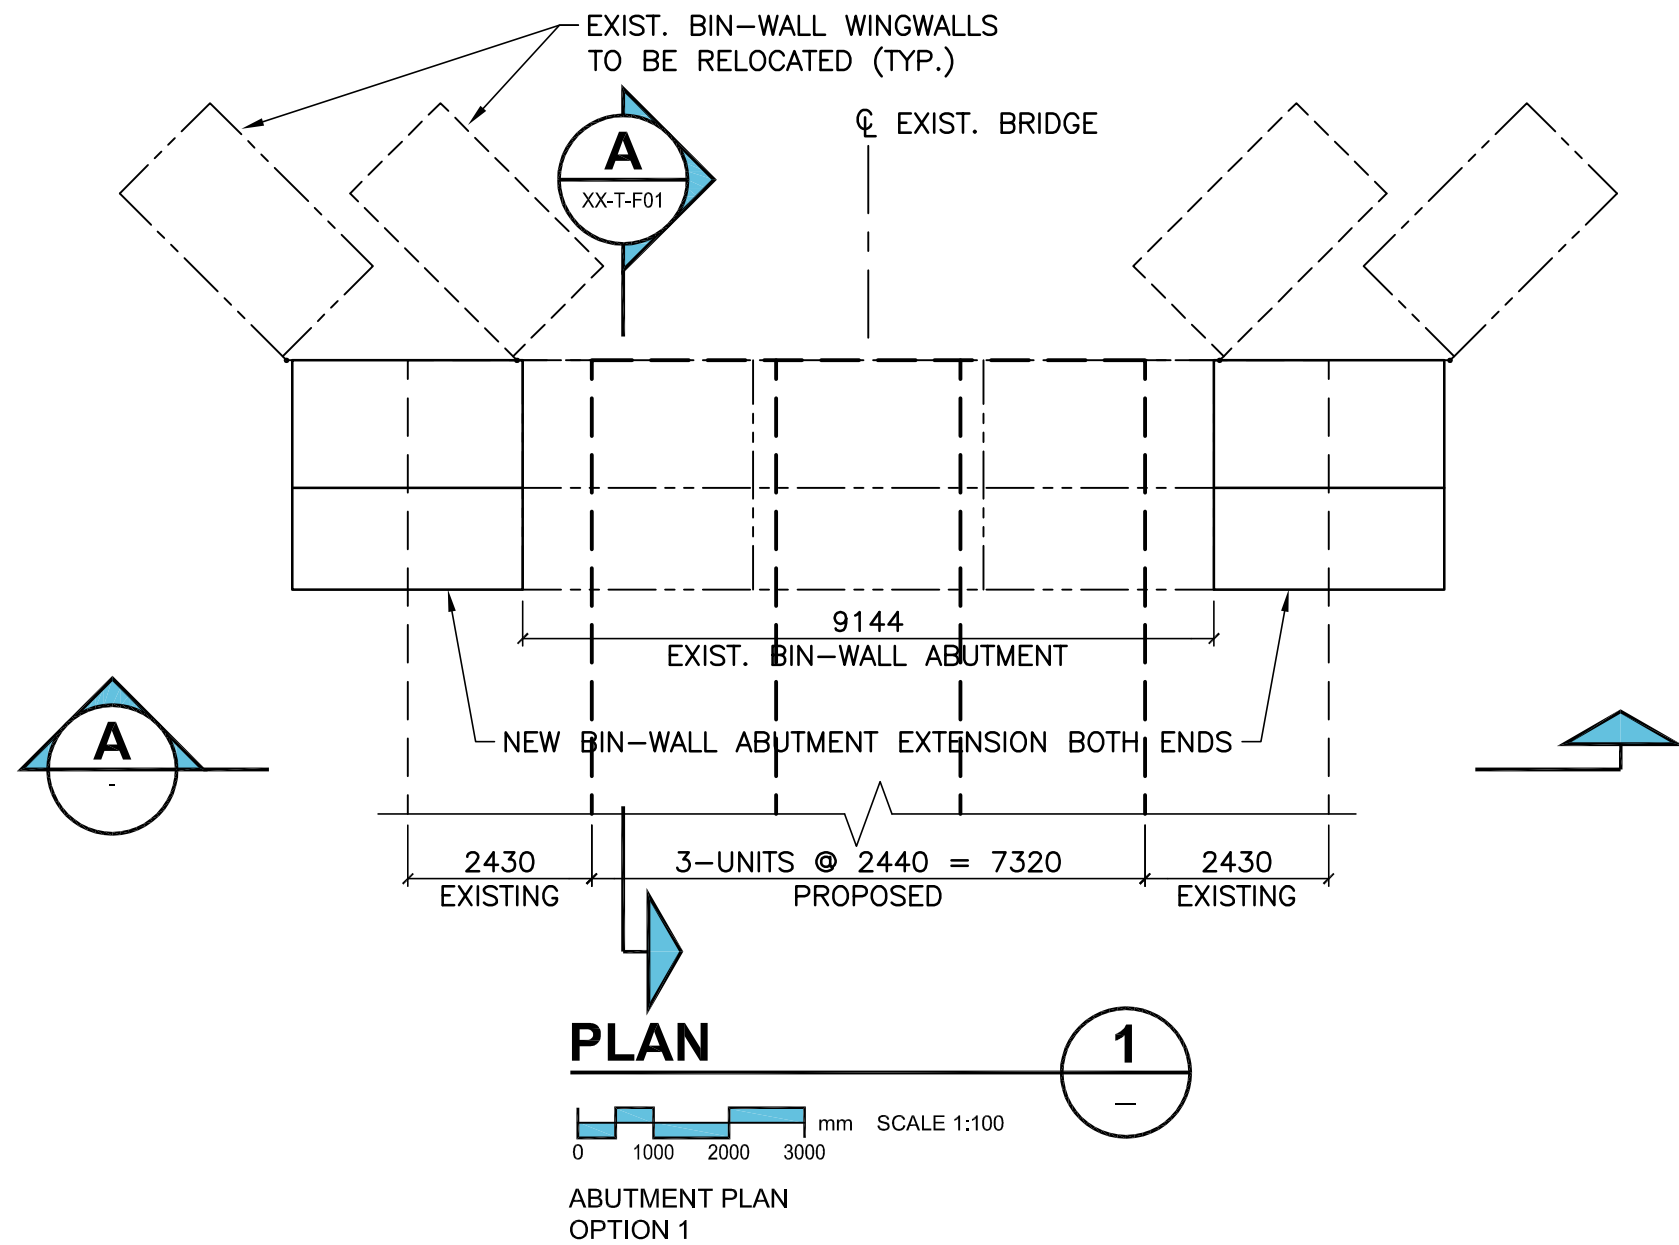 EXIST. BIN-WALL WINGWALLS
TO BE RELOCATED (TYP.)
A
XX-T-F01
℄ EXIST. BRIDGE
9144
EXIST. BIN-WALL ABUTMENT
A
-
NEW BIN-WALL ABUTMENT EXTENSION BOTH ENDS
2430
EXISTING
3-UNITS @ 2440 = 7320
PROPOSED
2430
EXISTING
PLAN
1
—
mm SCALE 1:100
0 1000 2000 3000
ABUTMENT PLAN
OPTION 1